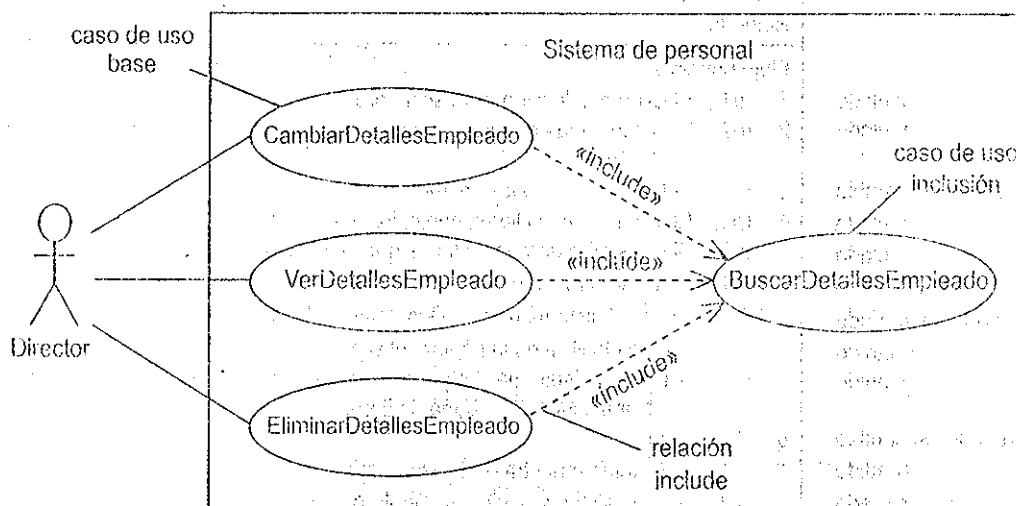 caso de uso
base
Sistema de personal
CambiarDetallesEmpleado
«include»
caso de uso
inclusión
VerDetallesEmpleado
«include»
BuscarDetallesEmpleado
Director
«include»
EliminarDetallesEmpleado
relación
include